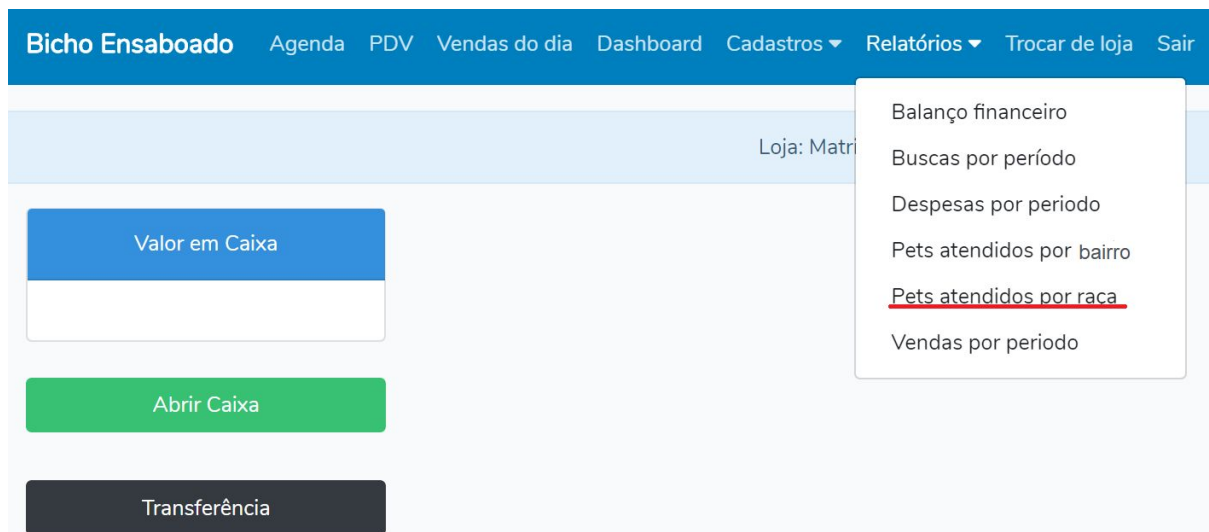 Bicho Ensaboado Agenda PDV Vendas do dia Dashboard Cadastros Relatórios Trocar de loja Sair
Loja: Matri
Balanço financeiro
Buscas por período
Despesas por periodo
Pets atendidos por bairro
Pets atendidos por raça
Vendas por periodo
Valor em Caixa
Abrir Caixa
Transferência